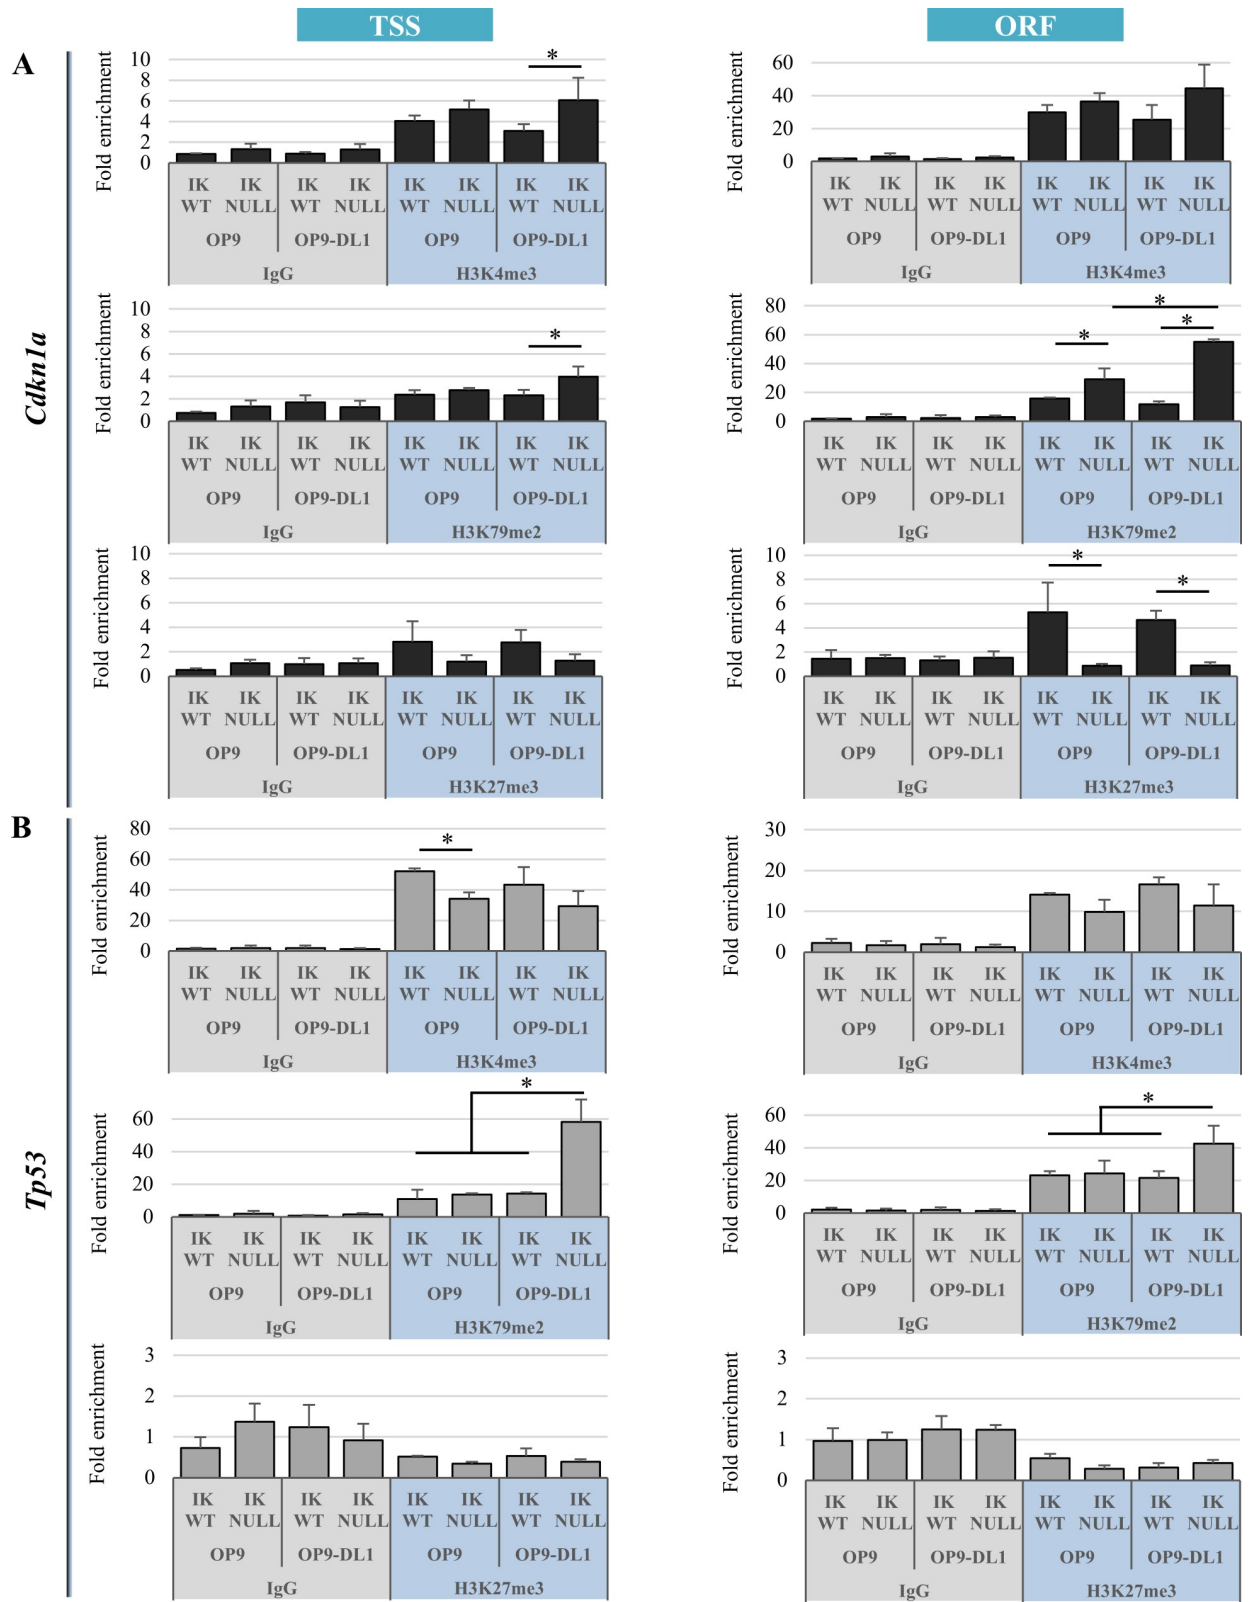 TSS
ORF
A
Cdkn1a
Fold enrichment
10
8
6
4
2
0
*
IK IK IK IK IK IK IK IK
WT NULL WT NULL WT NULL WT NULL
OP9 OP9-DL1 OP9 OP9-DL1
IgG H3K4me3
Fold enrichment
60
40
20
0
IK IK IK IK IK IK IK IK
WT NULL WT NULL WT NULL WT NULL
OP9 OP9-DL1 OP9 OP9-DL1
IgG H3K4me3
Fold enrichment
10
8
6
4
2
0
*
IK IK IK IK IK IK IK IK
WT NULL WT NULL WT NULL WT NULL
OP9 OP9-DL1 OP9 OP9-DL1
IgG H3K79me2
Fold enrichment
80
60
40
20
0
*
*
*
IK IK IK IK IK IK IK IK
WT NULL WT NULL WT NULL WT NULL
OP9 OP9-DL1 OP9 OP9-DL1
IgG H3K79me2
Fold enrichment
10
8
6
4
2
0
IK IK IK IK IK IK IK IK
WT NULL WT NULL WT NULL WT NULL
OP9 OP9-DL1 OP9 OP9-DL1
IgG H3K27me3
Fold enrichment
10
8
6
4
2
0
*
*
IK IK IK IK IK IK IK IK
WT NULL WT NULL WT NULL WT NULL
OP9 OP9-DL1 OP9 OP9-DL1
IgG H3K27me3
B
Tp53
Fold enrichment
80
60
40
20
0
*
IK IK IK IK IK IK IK IK
WT NULL WT NULL WT NULL WT NULL
OP9 OP9-DL1 OP9 OP9-DL1
IgG H3K4me3
Fold enrichment
30
20
10
0
IK IK IK IK IK IK IK IK
WT NULL WT NULL WT NULL WT NULL
OP9 OP9-DL1 OP9 OP9-DL1
IgG H3K4me3
Fold enrichment
60
40
20
0
*
IK IK IK IK IK IK IK IK
WT NULL WT NULL WT NULL WT NULL
OP9 OP9-DL1 OP9 OP9-DL1
IgG H3K79me2
Fold enrichment
60
40
20
0
*
IK IK IK IK IK IK IK IK
WT NULL WT NULL WT NULL WT NULL
OP9 OP9-DL1 OP9 OP9-DL1
IgG H3K79me2
Fold enrichment
3
2
1
0
IK IK IK IK IK IK IK IK
WT NULL WT NULL WT NULL WT NULL
OP9 OP9-DL1 OP9 OP9-DL1
IgG H3K27me3
Fold enrichment
3
2
1
0
IK IK IK IK IK IK IK IK
WT NULL WT NULL WT NULL WT NULL
OP9 OP9-DL1 OP9 OP9-DL1
IgG H3K27me3